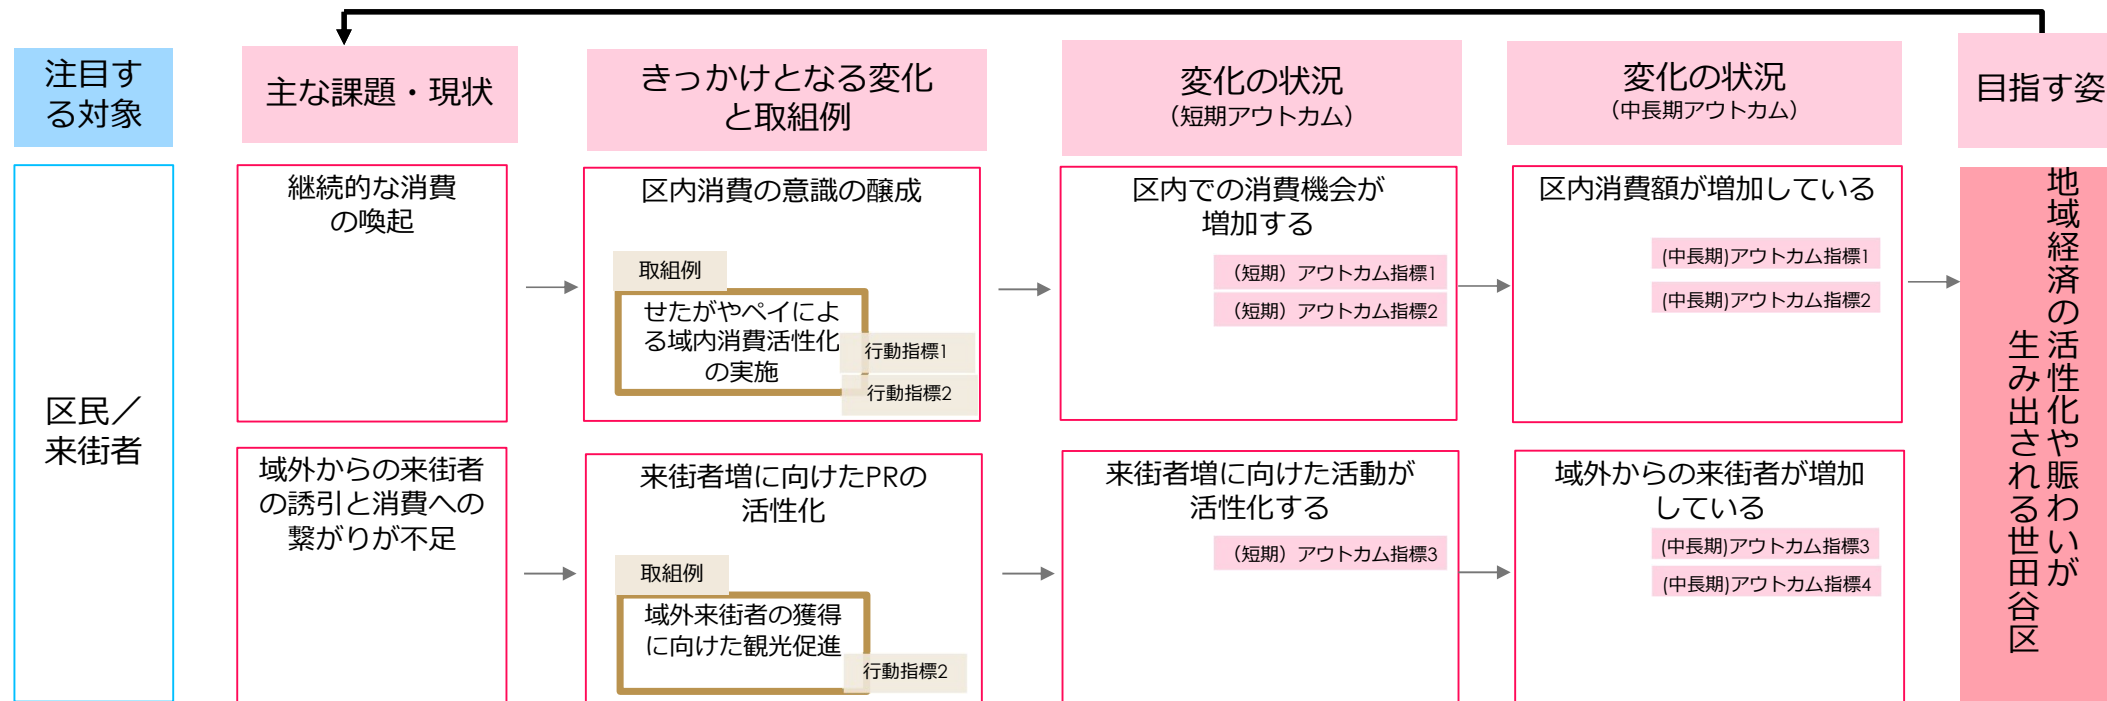 注目す
る対象
主な課題・現状
きっかけとなる変化
と取組例
変化の状況
（短期アウトカム）
変化の状況
（中長期アウトカム）
目指す姿
区民／
来街者
継続的な消費
の喚起
区内消費の意識の醸成
取組例
せたがやペイによ
る域内消費活性化
の実施
行動指標1
行動指標2
区内での消費機会が
増加する
（短期）アウトカム指標1
（短期）アウトカム指標2
区内消費額が増加している
(中長期)アウトカム指標1
(中長期)アウトカム指標2
域外からの来街者
の誘引と消費への
繋がりが不足
来街者増に向けたPRの
活性化
取組例
域外来街者の獲得
に向けた観光促進
行動指標2
来街者増に向けた活動が
活性化する
（短期）アウトカム指標3
域外からの来街者が増加
している
(中長期)アウトカム指標3
(中長期)アウトカム指標4
地域経済の活性化や賑わいが
生み出される世田谷区